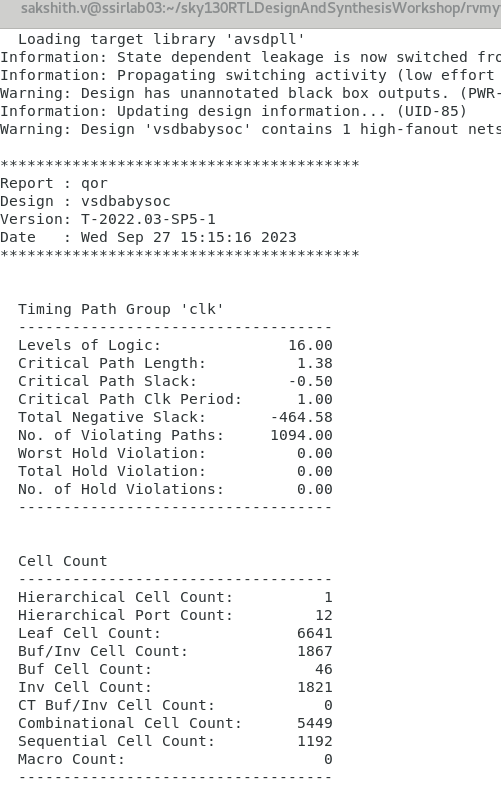 sakshith.v@ssirlab03:~/sky130RTLDesignAndSynthesisWorkshop/rvmy
  Loading target library 'avsdpll'
Information: State dependent leakage is now switched fro
Information: Propagating switching activity (low effort
Warning: Design has unannotated black box outputs. (PWR-
Information: Updating design information... (UID-85)
Warning: Design 'vsdbabysoc' contains 1 high-fanout nets
****************************************
Report : qor
Design : vsdbabysoc
Version: T-2022.03-SP5-1
Date   : Wed Sep 27 15:15:16 2023
****************************************
  Timing Path Group 'clk'
  -----------------------------------
  Levels of Logic:              16.00
  Critical Path Length:          1.38
  Critical Path Slack:          -0.50
  Critical Path Clk Period:      1.00
  Total Negative Slack:       -464.58
  No. of Violating Paths:     1094.00
  Worst Hold Violation:          0.00
  Total Hold Violation:          0.00
  No. of Hold Violations:        0.00
  -----------------------------------
  Cell Count
  -----------------------------------
  Hierarchical Cell Count:          1
  Hierarchical Port Count:         12
  Leaf Cell Count:               6641
  Buf/Inv Cell Count:            1867
  Buf Cell Count:                  46
  Inv Cell Count:                1821
  CT Buf/Inv Cell Count:            0
  Combinational Cell Count:      5449
  Sequential Cell Count:         1192
  Macro Count:                      0
  -----------------------------------